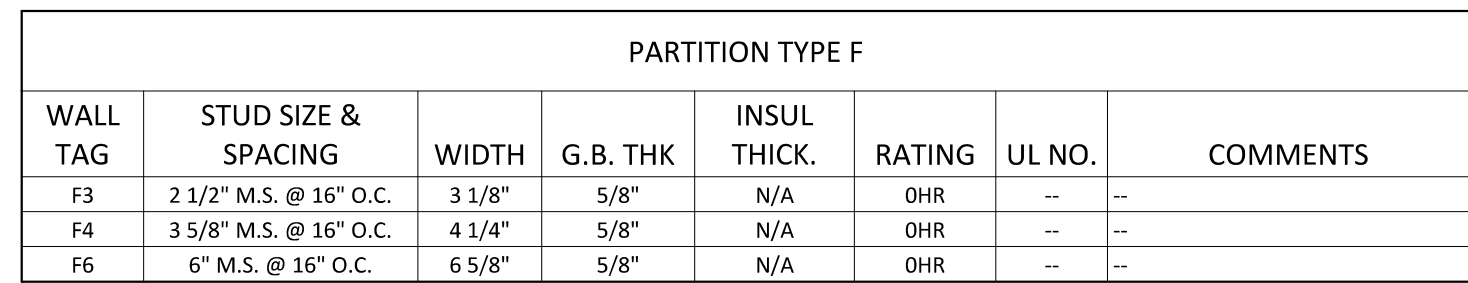 PARTITION TYPE F
WALL TAG | STUD SIZE & SPACING | WIDTH | G.B. THK | INSUL THICK. | RATING | UL NO. | COMMENTS
F3 | 2 1/2" M.S. @ 16" O.C. | 3 1/8" | 5/8" | N/A | 0HR | -- | --
F4 | 3 5/8" M.S. @ 16" O.C. | 4 1/4" | 5/8" | N/A | 0HR | -- | --
F6 | 6" M.S. @ 16" O.C. | 6 5/8" | 5/8" | N/A | 0HR | -- | --